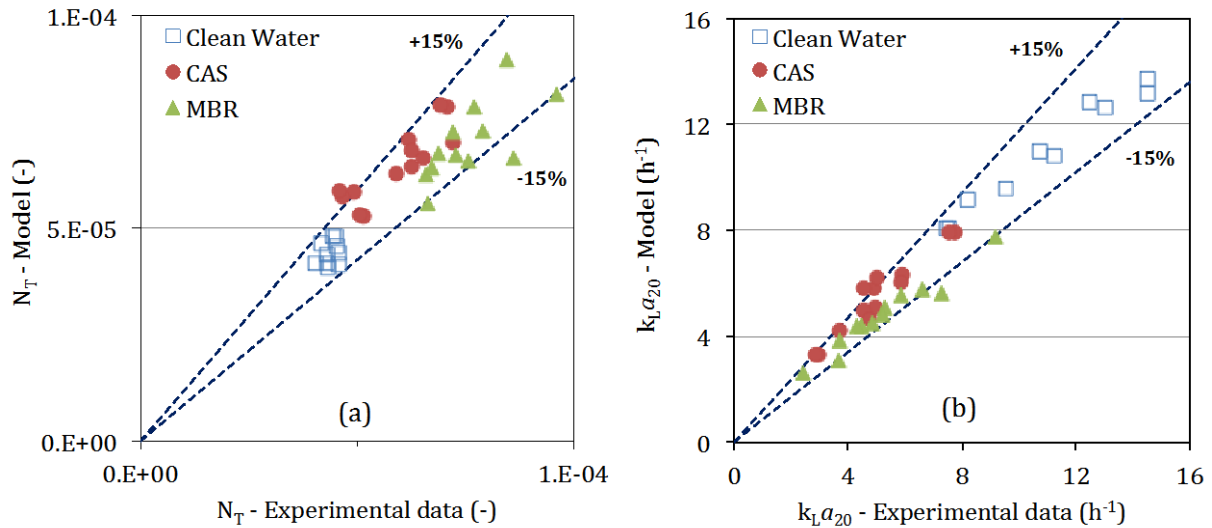 1.E-04
Clean Water
CAS
MBR
+15%
-15%
N_T - Model (-)
5.E-05
0.E+00
(a)
0.E+00
1.E-04
N_T - Experimental data (-)
16
Clean Water
CAS
MBR
+15%
-15%
12
k_La_20 - Model (h^-1)
8
4
0
(b)
0
4
8
12
16
k_La_20 - Experimental data (h^-1)